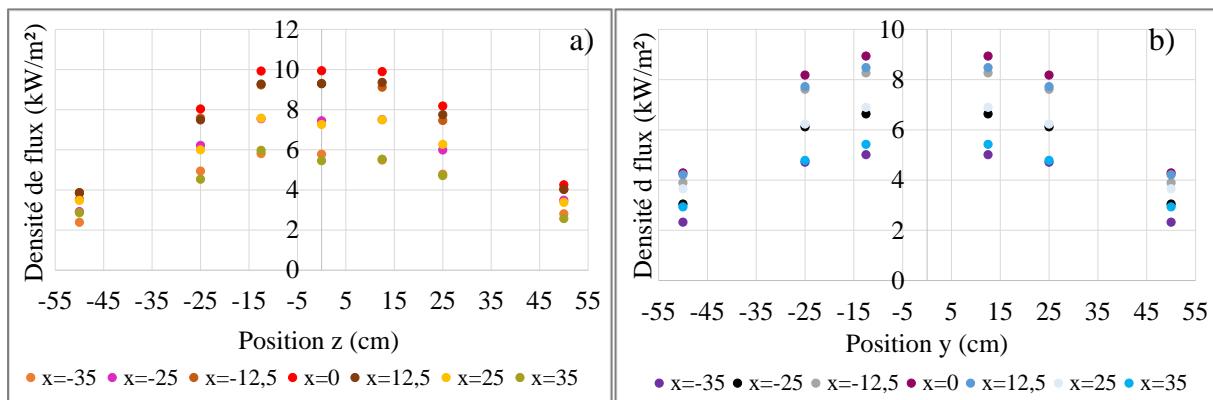 a)
Densité de flux (kW/m²)
12
10
8
6
4
2
0
-55 -45 -35 -25 -15 -5 5 15 25 35 45 55
Position z (cm)
x=-35 x=-25 x=-12,5 x=0 x=12,5 x=25 x=35
b)
Densité d flux (kW/m²)
10
8
6
4
2
0
-55 -45 -35 -25 -15 -5 5 15 25 35 45 55
Position y (cm)
x=-35 x=-25 x=-12,5 x=0 x=12,5 x=25 x=35